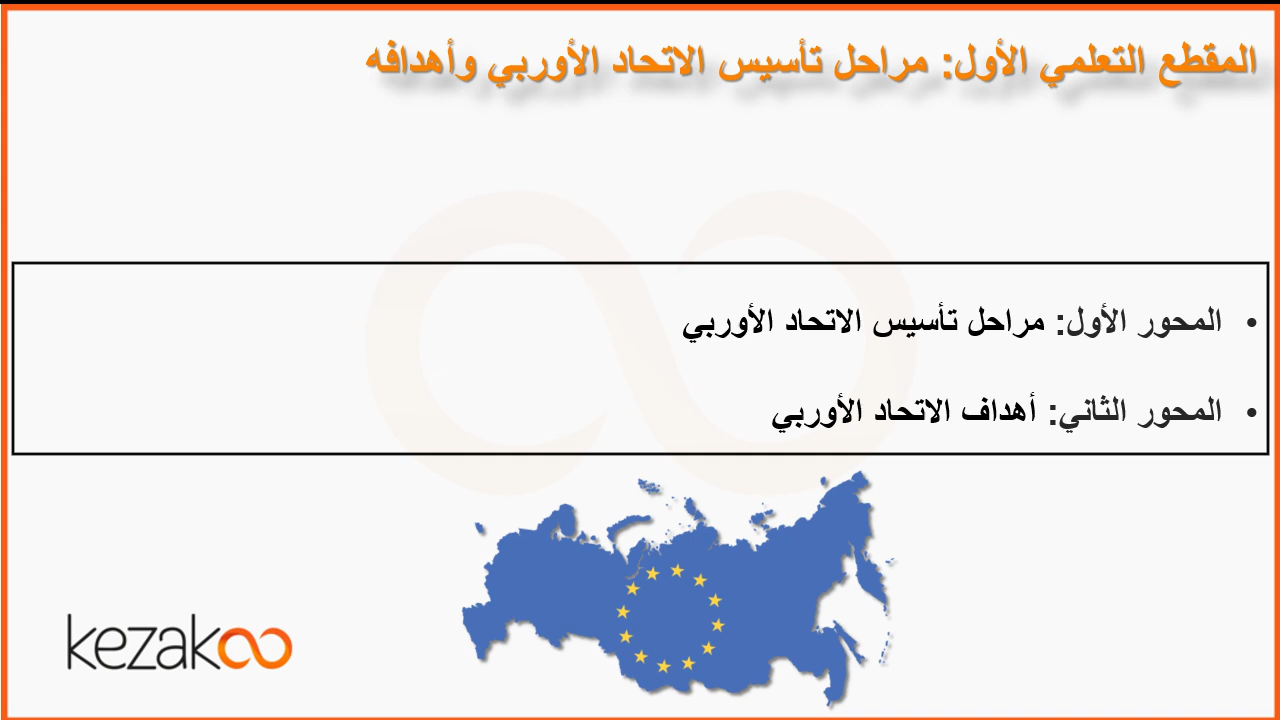 المقطع التعلمي الأول: مراحل تأسيس الاتحاد الأوربي وأهدافه
• المحور الأول: مراحل تأسيس الاتحاد الأوربي
• المحور الثاني: أهداف الاتحاد الأوربي
kezakoo